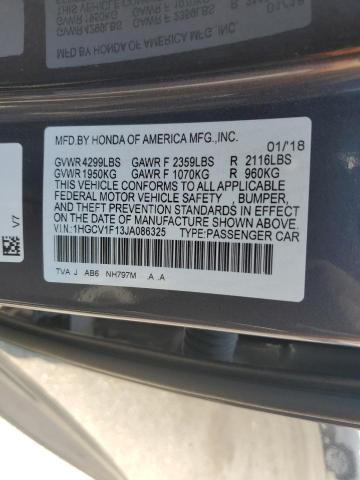 MFD.BY HONDA OF AMERICA MFG.,INC. 01/'18
GVWR 4299LBS GAWR F 2359LBS R 2116LBS
GVWR 1950KG GAWR F 1070KG R 960KG
THIS VEHICLE CONFORMS TO ALL APPLICABLE
FEDERAL MOTOR VEHICLE SAFETY , BUMPER,
AND THEFT PREVENTION STANDARDS IN EFFECT
ON THE DATE OF MANUFACTURE SHOWN ABOVE.
V.I.N.:1HGCV1F13JA086325 TYPE:PASSENGER CAR
TVA J AB6 NH797M .A .A
V7